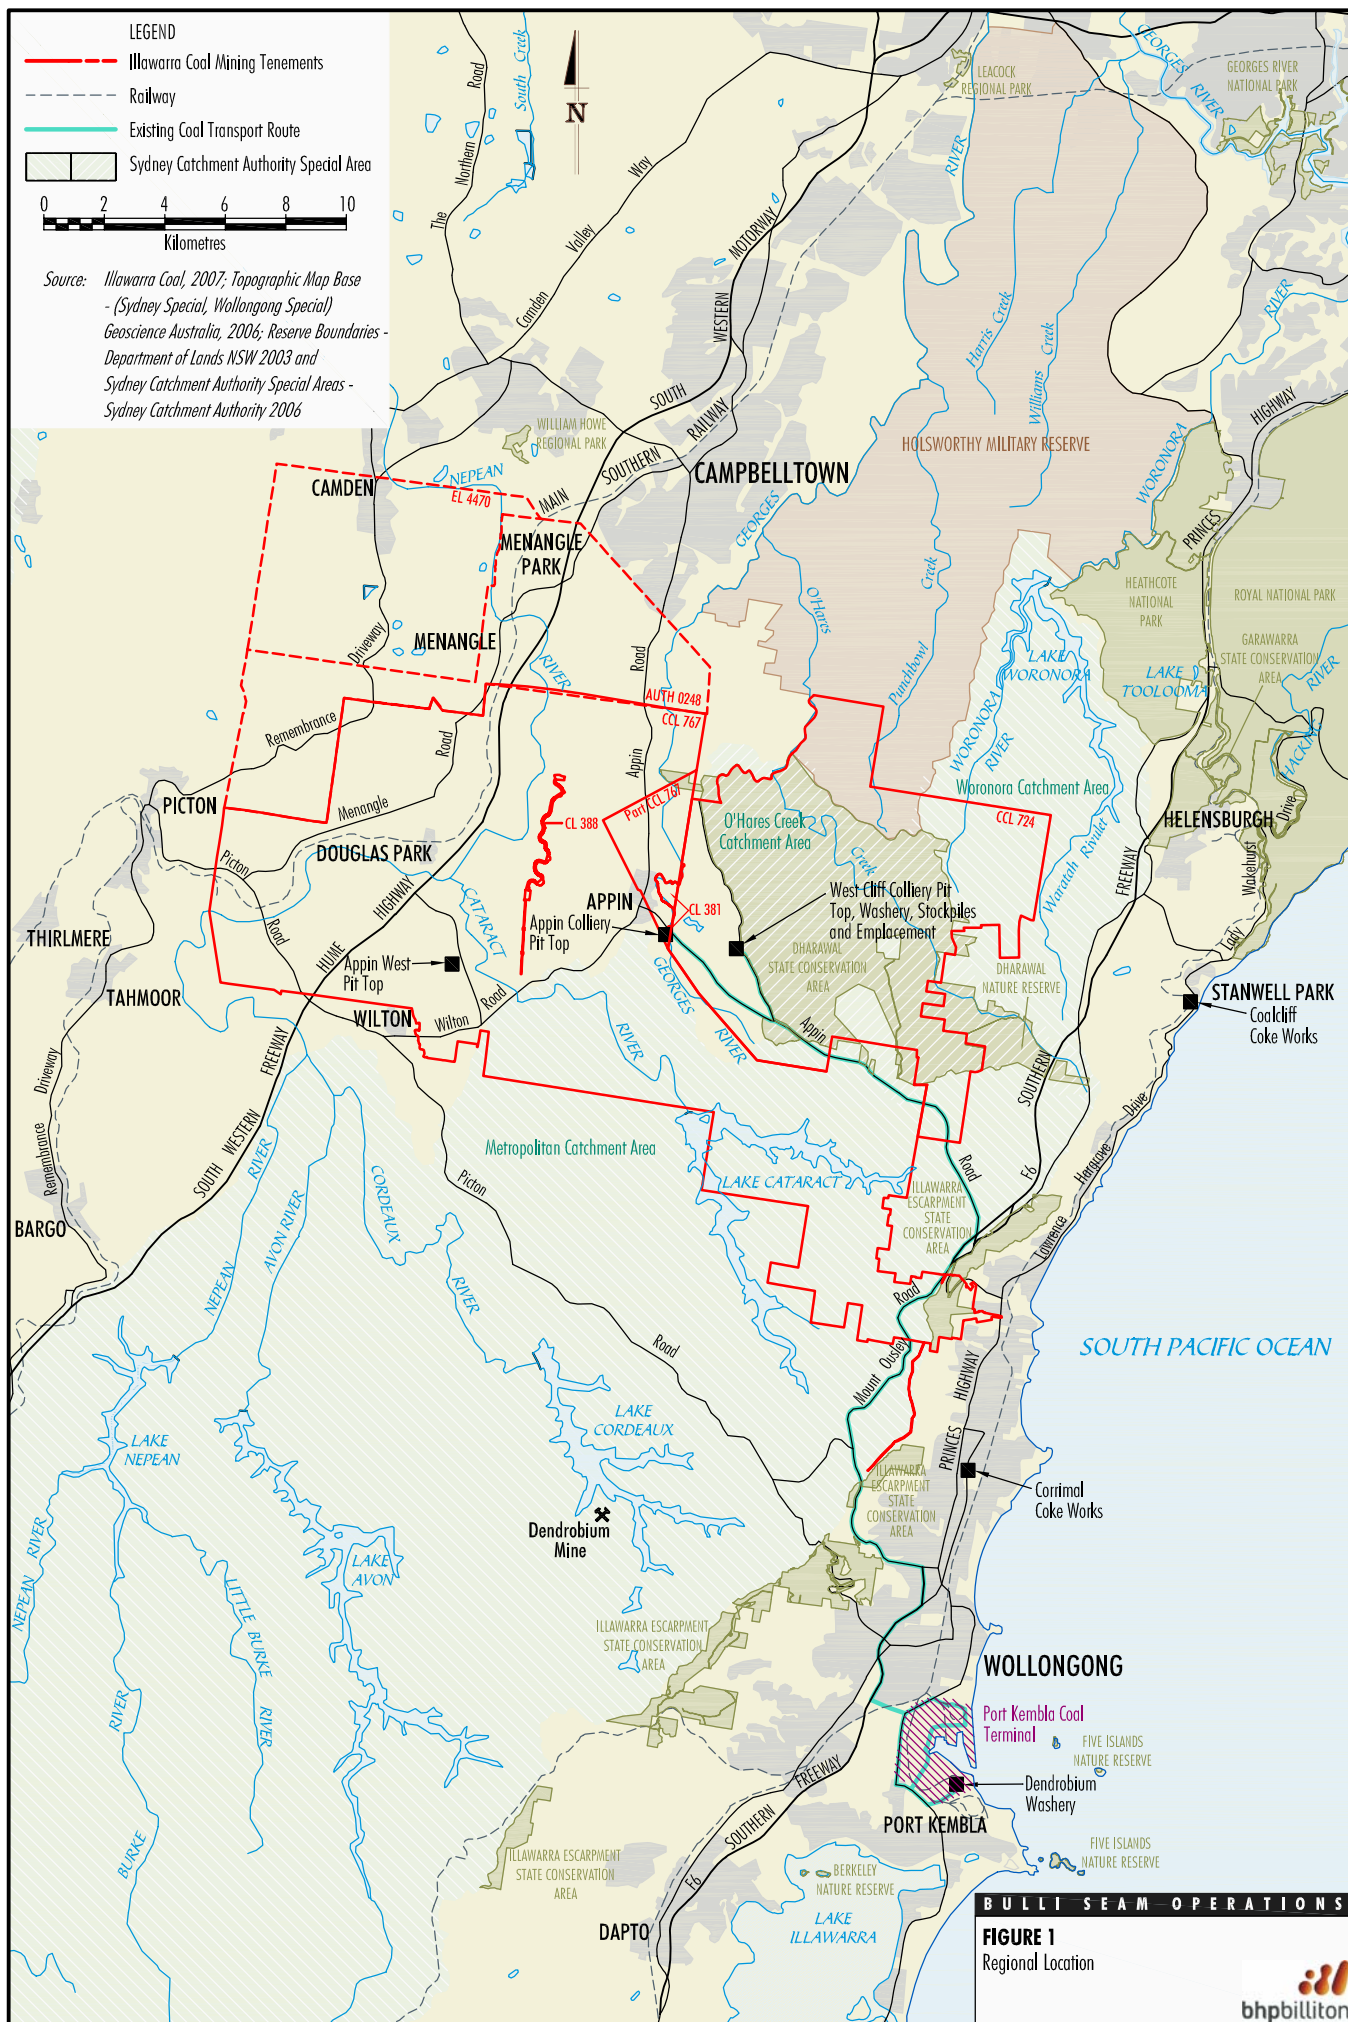 LEGEND
Illawarra Coal Mining Tenements
Railway
Existing Coal Transport Route
Sydney Catchment Authority Special Area
0 2 4 6 8 10
Kilometres
Source: Illawarra Coal, 2007; Topographic Map Base
- (Sydney Special, Wollongong Special)
Geoscience Australia, 2006; Reserve Boundaries -
Department of Lands NSW 2003 and
Sydney Catchment Authority Special Areas -
Sydney Catchment Authority 2006
N
The Northern Road
South Creek
Camden Valley Way
SOUTH WESTERN MOTORWAY
LEACOCK
REGIONAL PARK
GEORGES RIVER
GEORGES RIVER
NATIONAL PARK
RIVER
Harris Creek
Williams Creek
RIVER
HIGHWAY
WILLIAM HOWE
REGIONAL PARK
MAIN SOUTHERN RAILWAY
HOLSWORTHY MILITARY RESERVE
WORONORA
CAMDEN
NEPEAN
EL 4470
CAMPBELLTOWN
GEORGES
PRINCES
MENANGLE
PARK
O'Hares
Punchbowl Creek
HEATHCOTE
NATIONAL
PARK
ROYAL NATIONAL PARK
GARAWARRA
STATE CONSERVATION
AREA
MENANGLE
Driveway
RIVER
Road
LAKE
WORONORA
LAKE
TOOLOOMA
RIVER
HACKING
AUTH 0248
CCL 767
Remembrance
Road
Appin
WORONORA
RIVER
Woronora Catchment Area
PICTON
Menangle
CL 388
Part CCL 767
O'Hares Creek
Catchment Area
CCL 724
HELENSBURGH
Drive
Picton
DOUGLAS PARK
Creek
Waratah Rivulet
FREEWAY
Wakehurst
HIGHWAY
CATARACT
APPIN
CL 381
West Cliff Colliery Pit
Top, Washery, Stockpiles
and Emplacement
Appin Colliery
Pit Top
THIRLMERE
Road
HUME
Appin West
Pit Top
Lady
DHARAWAL
STATE CONSERVATION
AREA
DHARAWAL
NATURE RESERVE
TAHMOOR
GEORGES
RIVER
STANWELL PARK
Coalcliff
Coke Works
WILTON
Wilton
Road
RIVER
Appin
FREEWAY
SOUTHERN
Driveway
Drive
WESTERN
RIVER
Metropolitan Catchment Area
SOUTH
Remembrance
CORDEAUX
Picton
LAKE CATARACT
Road
F6
Hargrove
ILLAWARRA
ESCARPMENT
STATE
CONSERVATION
AREA
BARGO
AVON RIVER
NEPEAN
Lawrence
RIVER
Road
SOUTH PACIFIC OCEAN
Road
Mount Ousley
HIGHWAY
LAKE
NEPEAN
LAKE
CORDEAUX
PRINCES
ILLAWARRA
ESCARPMENT
STATE
CONSERVATION
AREA
Corrimal
Coke Works
Dendrobium
Mine
NEPEAN RIVER
LAKE
AVON
LITTLE BURKE
RIVER
ILLAWARRA ESCARPMENT
STATE CONSERVATION
AREA
WOLLONGONG
RIVER
Port Kembla Coal
Terminal
FIVE ISLANDS
NATURE RESERVE
FREEWAY
Dendrobium
Washery
SOUTHERN
PORT KEMBLA
BURKE
ILLAWARRA ESCARPMENT
STATE CONSERVATION
AREA
F6
FIVE ISLANDS
NATURE RESERVE
BERKELEY
NATURE RESERVE
DAPTO
LAKE
ILLAWARRA
BULLI SEAM OPERATIONS
FIGURE 1
Regional Location
bhpbilliton